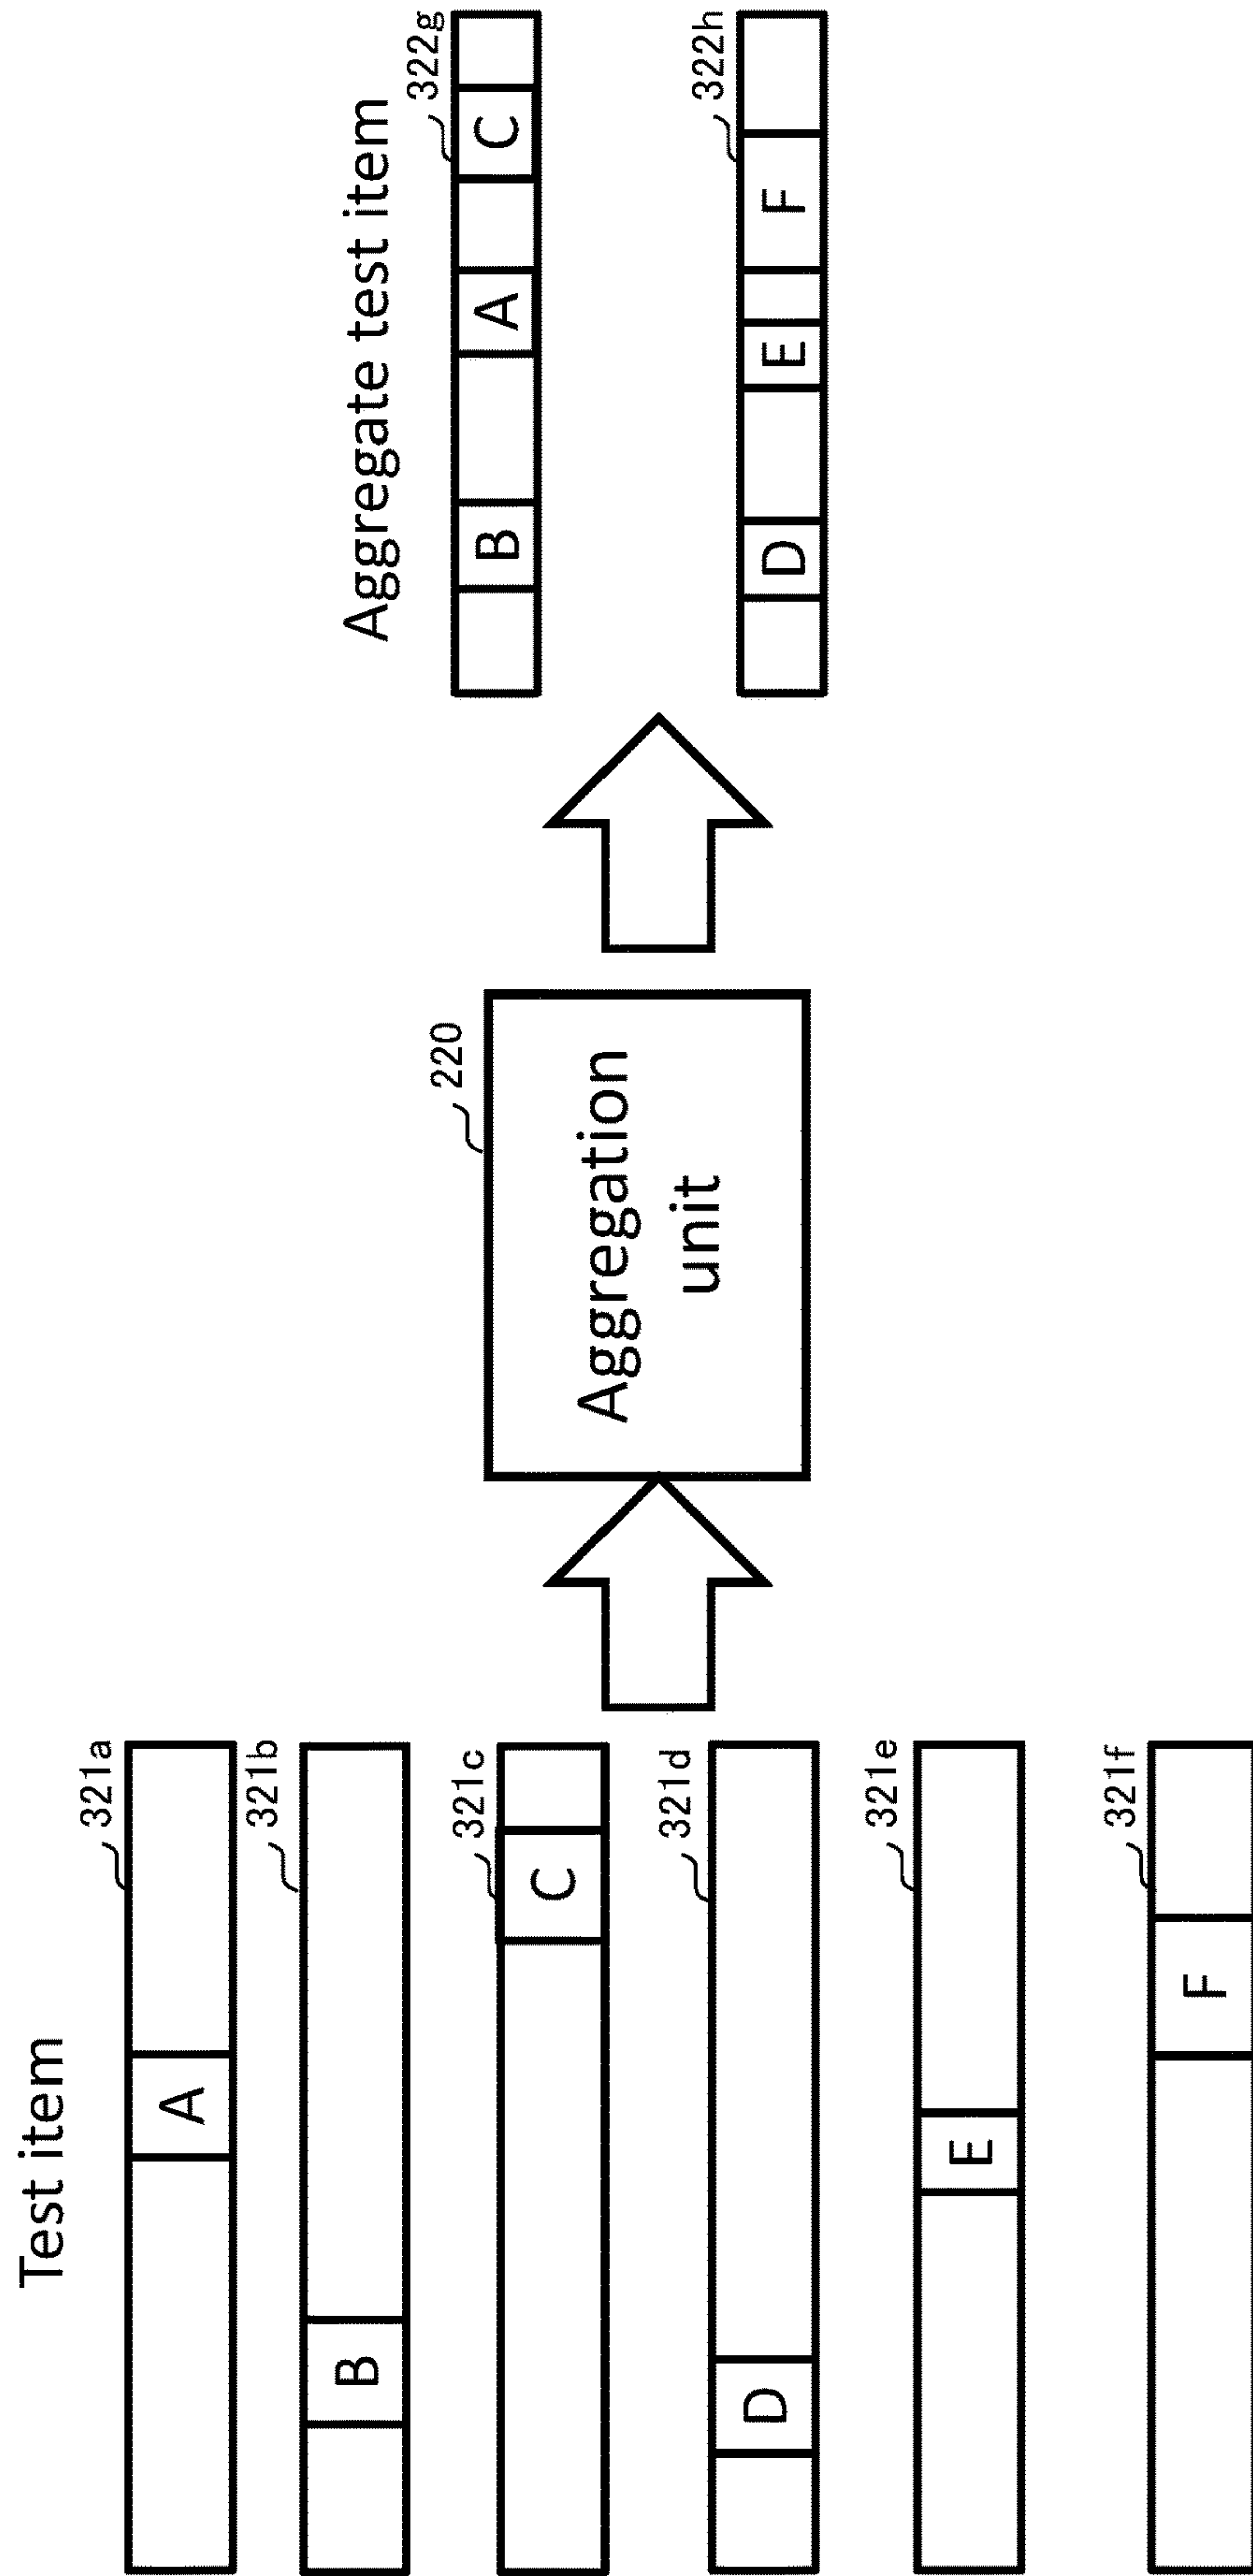 Test item
321a
A
321b
B
321c
C
321d
D
321e
E
321f
F
220
Aggregation
unit
Aggregate test item
322g
B A C
322h
D E F